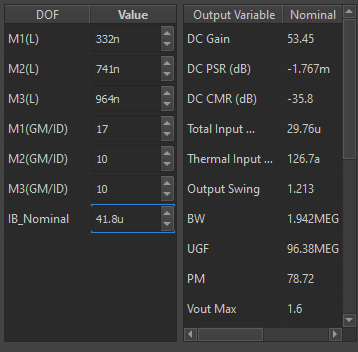 DOF Value
M1(L) 332n
M2(L) 741n
M3(L) 964n
M1(GM/ID) 17
M2(GM/ID) 10
M3(GM/ID) 10
IB_Nominal 41.8u
Output Variable Nominal
DC Gain 53.45
DC PSR (dB) -1.767m
DC CMR (dB) -35.8
Total Input ... 29.76u
Thermal Input ... 126.7a
Output Swing 1.213
BW 1.942MEG
UGF 96.38MEG
PM 78.72
Vout Max 1.6